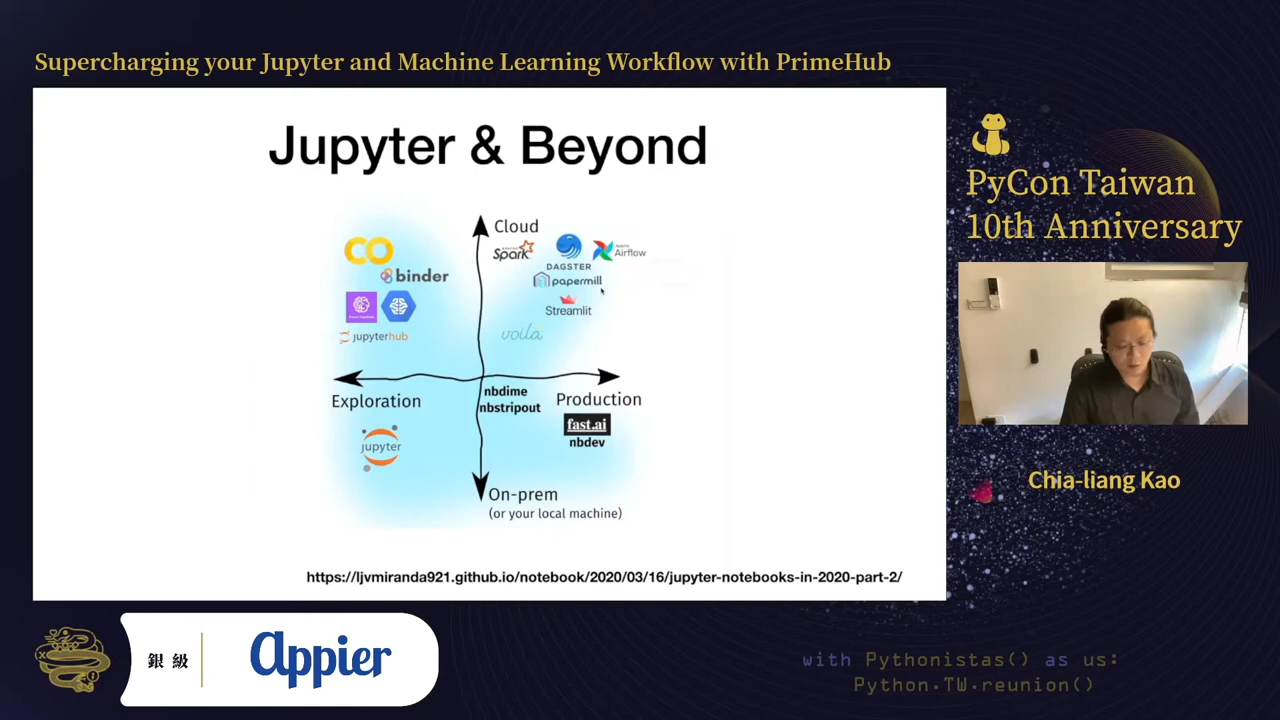 Supercharging your Jupyter and Machine Learning Workflow with PrimeHub
Jupyter & Beyond
Cloud
CO
binder
jupyterhub
APACHE
Spark
DAGSTER
Apache
Airflow
papermill
Streamlit
voilà
nbdime
nbstripout
Exploration
Production
jupyter
fast.ai
nbdev
On-prem
(or your local machine)
https://ljvmiranda921.github.io/notebook/2020/03/16/jupyter-notebooks-in-2020-part-2/
PyCon Taiwan
10th Anniversary
Chia-liang Kao
銀 級
appier
with Pythonistas() as us:
Python.TW.reunion()